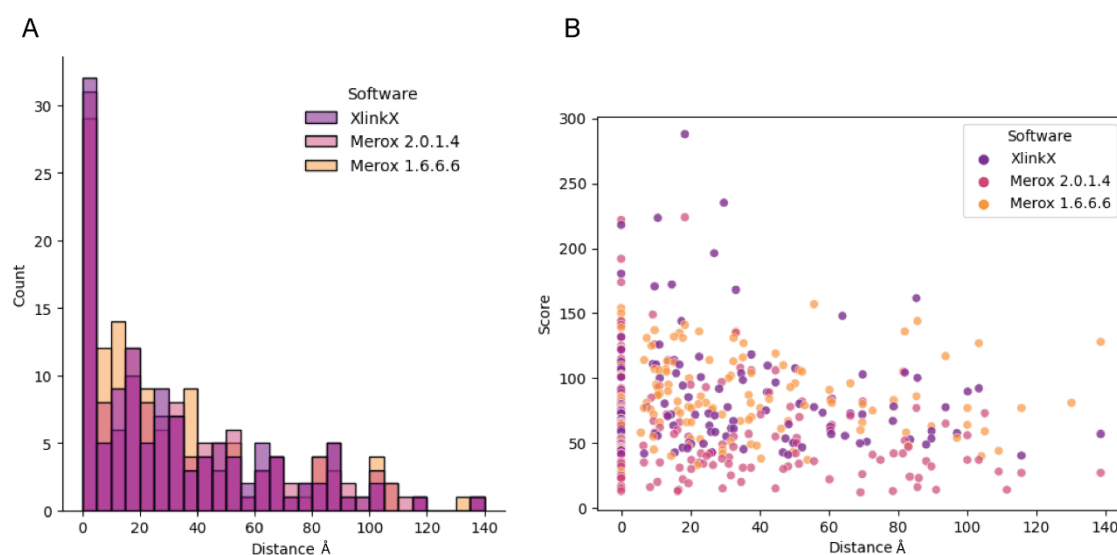 A
B
Software
XlinkX
Merox 2.0.1.4
Merox 1.6.6.6
Count
30
25
20
15
10
5
0
0 20 40 60 80 100 120 140
Distance Å
Software
XlinkX
Merox 2.0.1.4
Merox 1.6.6.6
Score
300
250
200
150
100
50
0
0 20 40 60 80 100 120 140
Distance Å